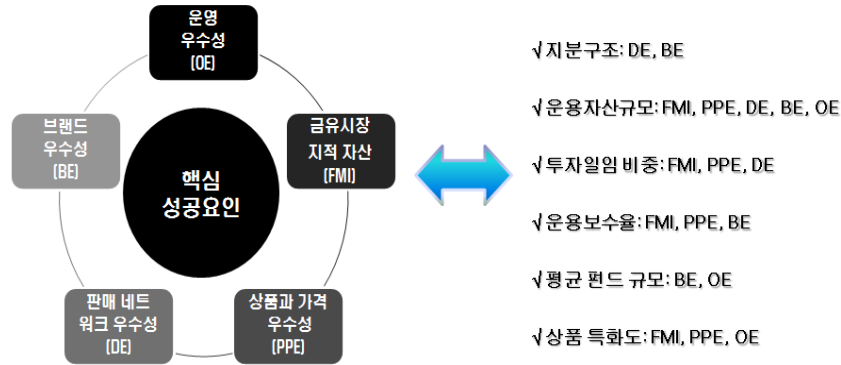 운영
우수성
(OE)
브랜드
우수성
(BE)
금유시장
지적 자산
(FMI)
핵심
성공요인
판매 네트
워크 우수성
(DE)
상품과 가격
우수성
(PPE)
√지분구조: DE, BE
√운용자산규모: FMI, PPE, DE, BE, OE
√투자일임 비중: FMI, PPE, DE
√운용보수율: FMI, PPE, BE
√평균 펀드 규모: BE, OE
√상품 특화도: FMI, PPE, OE